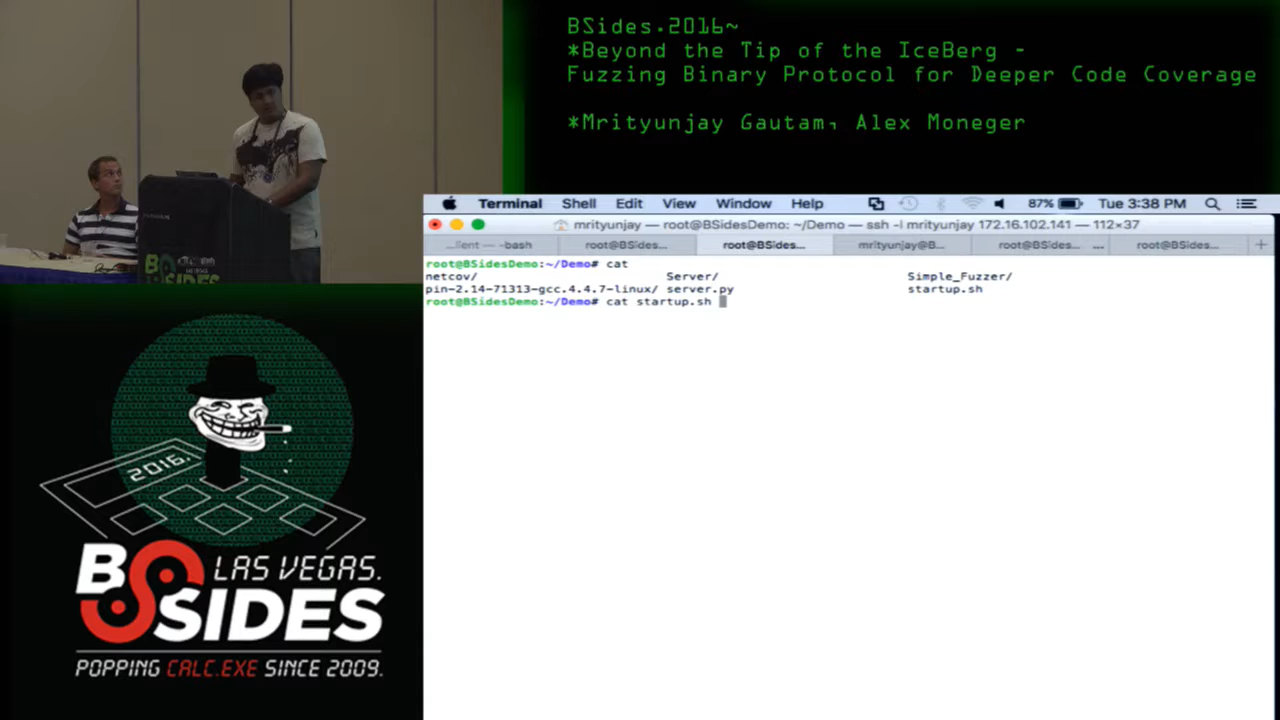 BSides.2016~
*Beyond the Tip of the IceBerg -
Fuzzing Binary Protocol for Deeper Code Coverage
*Mrityunjay Gautam, Alex Moneger
Terminal Shell Edit View Window Help 87% Tue 3:38 PM
mrityunjay — root@BSidesDemo: ~/Demo — ssh -l mrityunjay 172.16.102.141 — 112×37
...lient — -bash root@BSides... root@BSides... mrityunjay@B... root@BSides... ... root@BSides... +
root@BSidesDemo:~/Demo# cat
netcov/ Server/ Simple_Fuzzer/
pin-2.14-71313-gcc.4.4.7-linux/ server.py startup.sh
root@BSidesDemo:~/Demo# cat startup.sh
2016.
BSIDES LAS VEGAS.
POPPING CALC.EXE SINCE 2009.